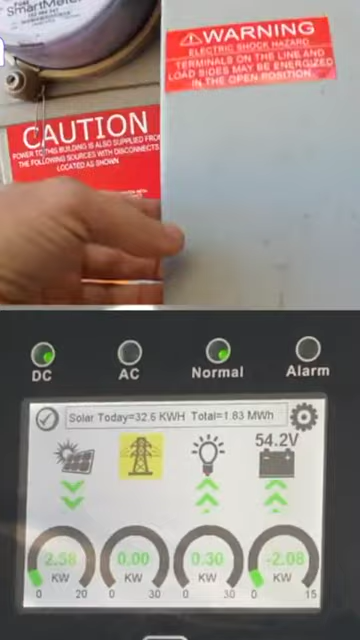 SmartMeter
WARNING
ELECTRIC SHOCK HAZARD
TERMINALS ON THE LINE AND
LOAD SIDES MAY BE ENERGIZED
IN THE OPEN POSITION
CAUTION
POWER TO THIS BUILDING IS ALSO SUPPLIED FROM
THE FOLLOWING SOURCES WITH DISCONNECTS
LOCATED AS SHOWN
DC AC Normal Alarm
Solar Today=32.6 KWH Total=1.83 MWh
54.2V
2.58 0.00 0.30 -2.08
KW KW KW KW
0 20 0 30 0 30 0 15